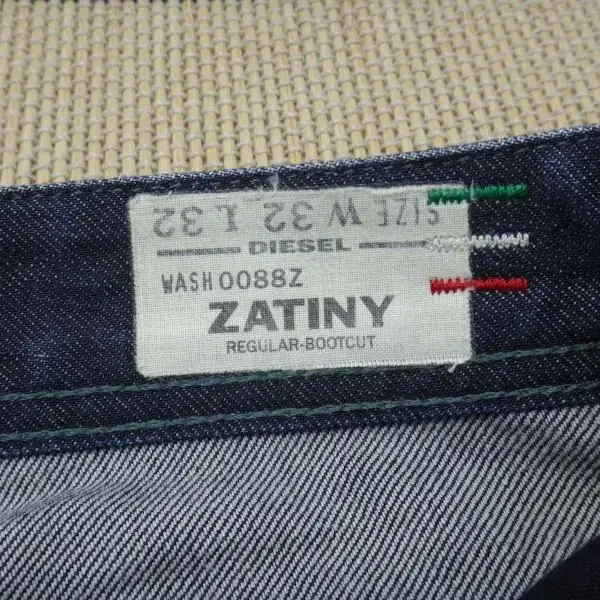 SIZE W 32 L 32
DIESEL
WASH 0088Z
ZATINY
REGULAR-BOOTCUT